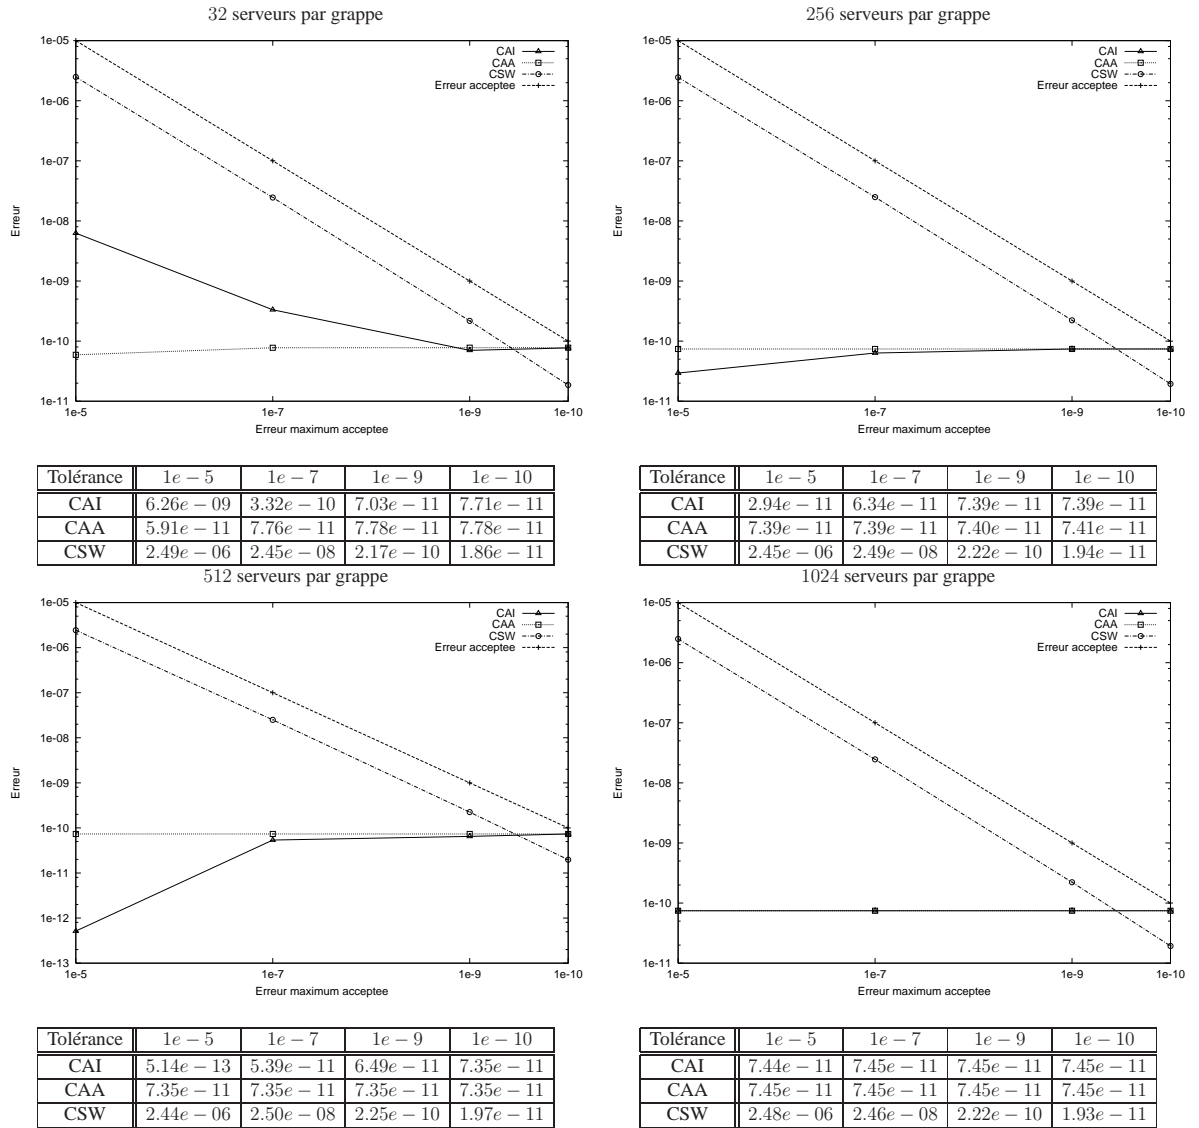 32 serveurs par grappe
1e-05
1e-06
1e-07
1e-08
1e-09
1e-10
1e-11
Erreur
CAI
CAA
CSW
Erreur acceptee
1e-5 1e-7 1e-9 1e-10
Erreur maximum acceptee
Tolérance 1e − 5 1e − 7 1e − 9 1e − 10
CAI 6.26e − 09 3.32e − 10 7.03e − 11 7.71e − 11
CAA 5.91e − 11 7.76e − 11 7.78e − 11 7.78e − 11
CSW 2.49e − 06 2.45e − 08 2.17e − 10 1.86e − 11
256 serveurs par grappe
1e-05
1e-06
1e-07
1e-08
1e-09
1e-10
1e-11
Erreur
CAI
CAA
CSW
Erreur acceptee
1e-5 1e-7 1e-9 1e-10
Erreur maximum acceptee
Tolérance 1e − 5 1e − 7 1e − 9 1e − 10
CAI 2.94e − 11 6.34e − 11 7.39e − 11 7.39e − 11
CAA 7.39e − 11 7.39e − 11 7.40e − 11 7.41e − 11
CSW 2.45e − 06 2.49e − 08 2.22e − 10 1.94e − 11
512 serveurs par grappe
1e-05
1e-06
1e-07
1e-08
1e-09
1e-10
1e-11
1e-12
1e-13
Erreur
CAI
CAA
CSW
Erreur acceptee
1e-5 1e-7 1e-9 1e-10
Erreur maximum acceptee
Tolérance 1e − 5 1e − 7 1e − 9 1e − 10
CAI 5.14e − 13 5.39e − 11 6.49e − 11 7.35e − 11
CAA 7.35e − 11 7.35e − 11 7.35e − 11 7.35e − 11
CSW 2.44e − 06 2.50e − 08 2.25e − 10 1.97e − 11
1024 serveurs par grappe
1e-05
1e-06
1e-07
1e-08
1e-09
1e-10
1e-11
Erreur
CAI
CAA
CSW
Erreur acceptee
1e-5 1e-7 1e-9 1e-10
Erreur maximum acceptee
Tolérance 1e − 5 1e − 7 1e − 9 1e − 10
CAI 7.44e − 11 7.45e − 11 7.45e − 11 7.45e − 11
CAA 7.45e − 11 7.45e − 11 7.45e − 11 7.45e − 11
CSW 2.48e − 06 2.46e − 08 2.22e − 10 1.93e − 11